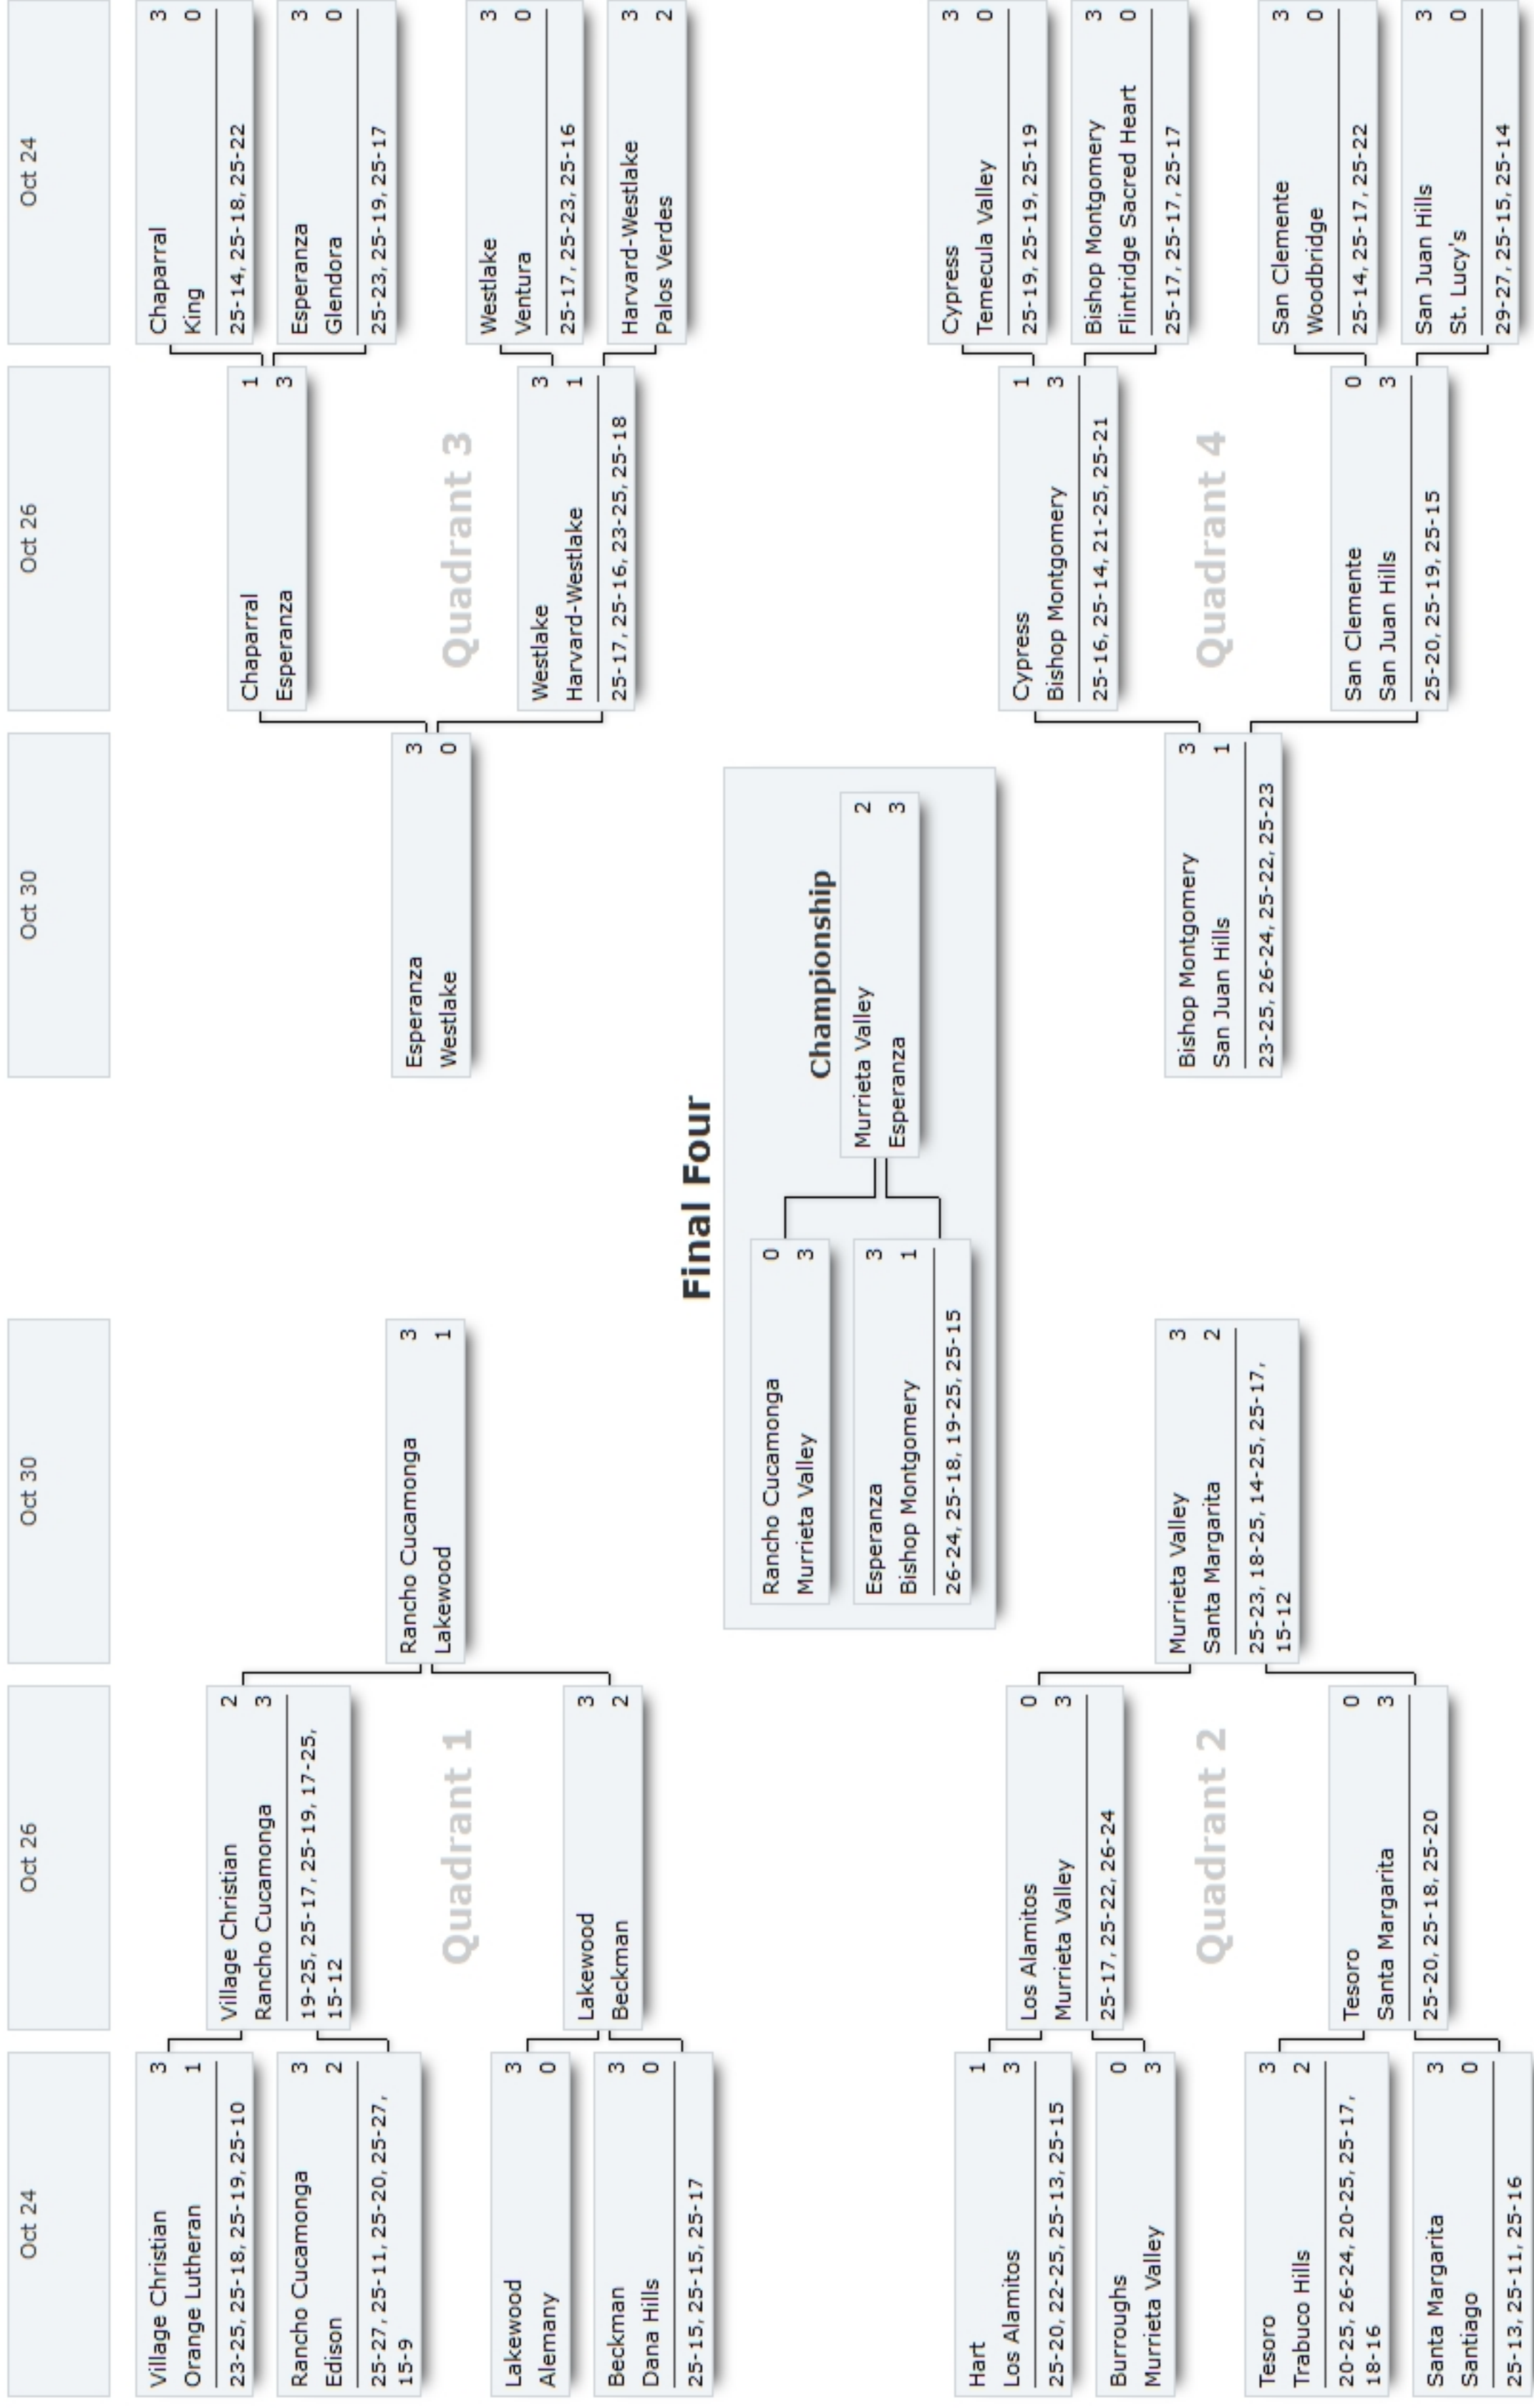 Oct 24
Oct 26
Oct 30
Oct 30
Oct 26
Oct 24
Village Christian 3
Orange Lutheran 1
23-25, 25-18, 25-19, 25-10
Rancho Cucamonga 3
Edison 2
25-27, 25-11, 25-20, 25-27,
15-9
Village Christian 2
Rancho Cucamonga 3
19-25, 25-17, 25-19, 17-25,
15-12
Rancho Cucamonga 3
Lakewood 1
Quadrant 1
Lakewood 3
Alemany 0
Beckman 3
Dana Hills 0
25-15, 25-15, 25-17
Lakewood 3
Beckman 2
Chaparral 3
King 0
25-14, 25-18, 25-22
Esperanza 3
Glendora 0
25-23, 25-19, 25-17
Chaparral 1
Esperanza 3
Esperanza 3
Westlake 0
Quadrant 3
Westlake 3
Ventura 0
25-17, 25-23, 25-16
Harvard-Westlake 3
Palos Verdes 2
Westlake 3
Harvard-Westlake 1
25-17, 25-16, 23-25, 25-18
Final Four
Rancho Cucamonga 0
Murrieta Valley 3
Esperanza 3
Bishop Montgomery 1
26-24, 25-18, 19-25, 25-15
Championship
Murrieta Valley 2
Esperanza 3
Hart 1
Los Alamitos 3
25-20, 22-25, 25-13, 25-15
Burroughs 0
Murrieta Valley 3
Los Alamitos 0
Murrieta Valley 3
25-17, 25-22, 26-24
Murrieta Valley 3
Santa Margarita 2
25-23, 18-25, 14-25, 25-17,
15-12
Quadrant 2
Tesoro 3
Trabuco Hills 2
20-25, 26-24, 20-25, 25-17,
18-16
Santa Margarita 3
Santiago 0
25-13, 25-11, 25-16
Tesoro 0
Santa Margarita 3
25-20, 25-18, 25-20
Cypress 3
Temecula Valley 0
25-19, 25-19, 25-19
Bishop Montgomery 3
Flintridge Sacred Heart 0
25-17, 25-17, 25-17
Cypress 1
Bishop Montgomery 3
25-16, 25-14, 21-25, 25-21
Bishop Montgomery 3
San Juan Hills 1
23-25, 26-24, 25-22, 25-23
Quadrant 4
San Clemente 3
Woodbridge 0
25-14, 25-17, 25-22
San Juan Hills 3
St. Lucy's 0
29-27, 25-15, 25-14
San Clemente 0
San Juan Hills 3
25-20, 25-19, 25-15